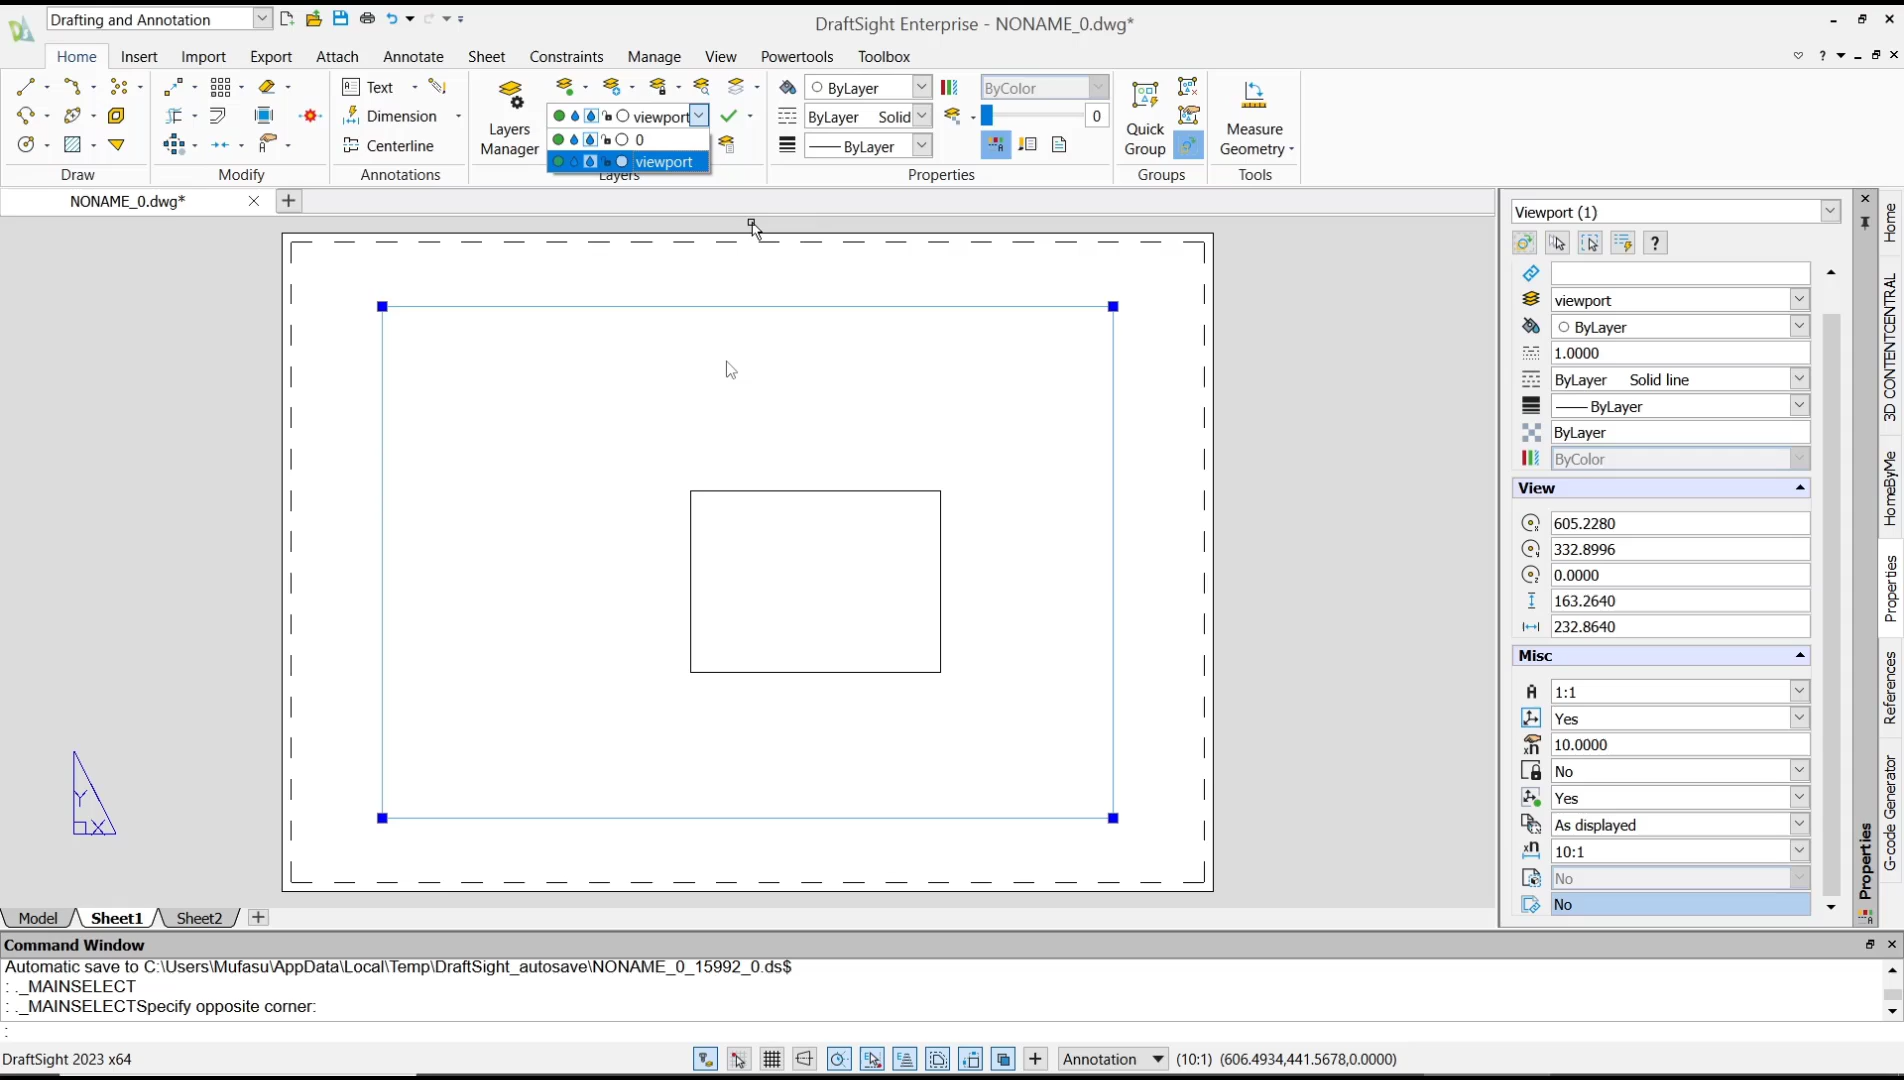 Drafting and Annotation
DraftSight Enterprise - NONAME_0.dwg*
Home Insert Import Export Attach Annotate Sheet Constraints Manage View Powertools Toolbox
Text
Dimension
Centerline
Layers
Manager
viewport
0
viewport
ByLayer
ByLayer Solid
ByLayer
ByColor
0
Quick
Group
Measure
Geometry
Draw Modify Annotations Layers Properties Groups Tools
NONAME_0.dwg*
Viewport (1)
viewport
ByLayer
1.0000
ByLayer Solid line
ByLayer
ByLayer
ByColor
View
605.2280
332.8996
0.0000
163.2640
232.8640
Misc
1:1
Yes
10.0000
No
Yes
As displayed
10:1
No
No
Properties
Home
3D CONTENTCENTRAL
HomeByMe
Properties
References
G-code Generator
Y
X
Model Sheet1 Sheet2
Command Window
Automatic save to C:\Users\Mufasu\AppData\Local\Temp\DraftSight_autosave\NONAME_0_15992_0.ds$
: ._MAINSELECT
: ._MAINSELECTSpecify opposite corner:
:
DraftSight 2023 x64
Annotation (10:1) (606.4934,441.5678,0.0000)